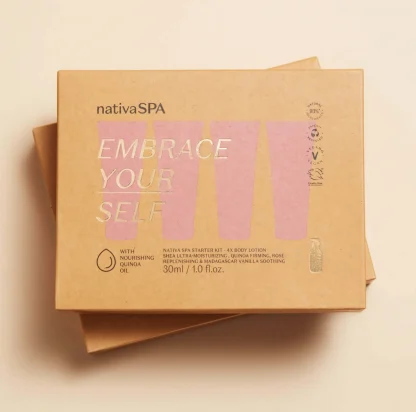 nativaSPA
EMBRACE
YOUR
SELF
WITH
NOURISHING
QUINOA
OIL
NATIVA SPA STARTER KIT - 4X BODY LOTION
SHEA ULTRA-MOISTURIZING, QUINOA FIRMING, ROSE
REPLENISHING & MADAGASCAR VANILLA SOOTHING
30ml / 1.0 fl.oz.
V